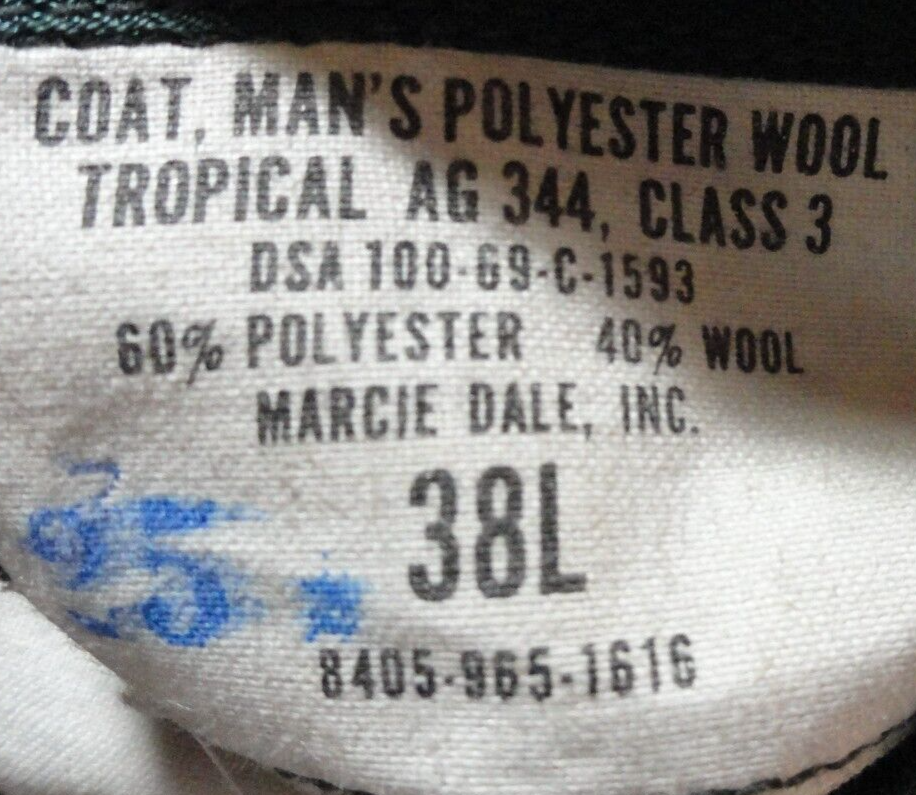 COAT, MAN'S POLYESTER WOOL
TROPICAL AG 344, CLASS 3
DSA 100-69-C-1593
60% POLYESTER 40% WOOL
MARCIE DALE, INC.
38L
8405-965-1616